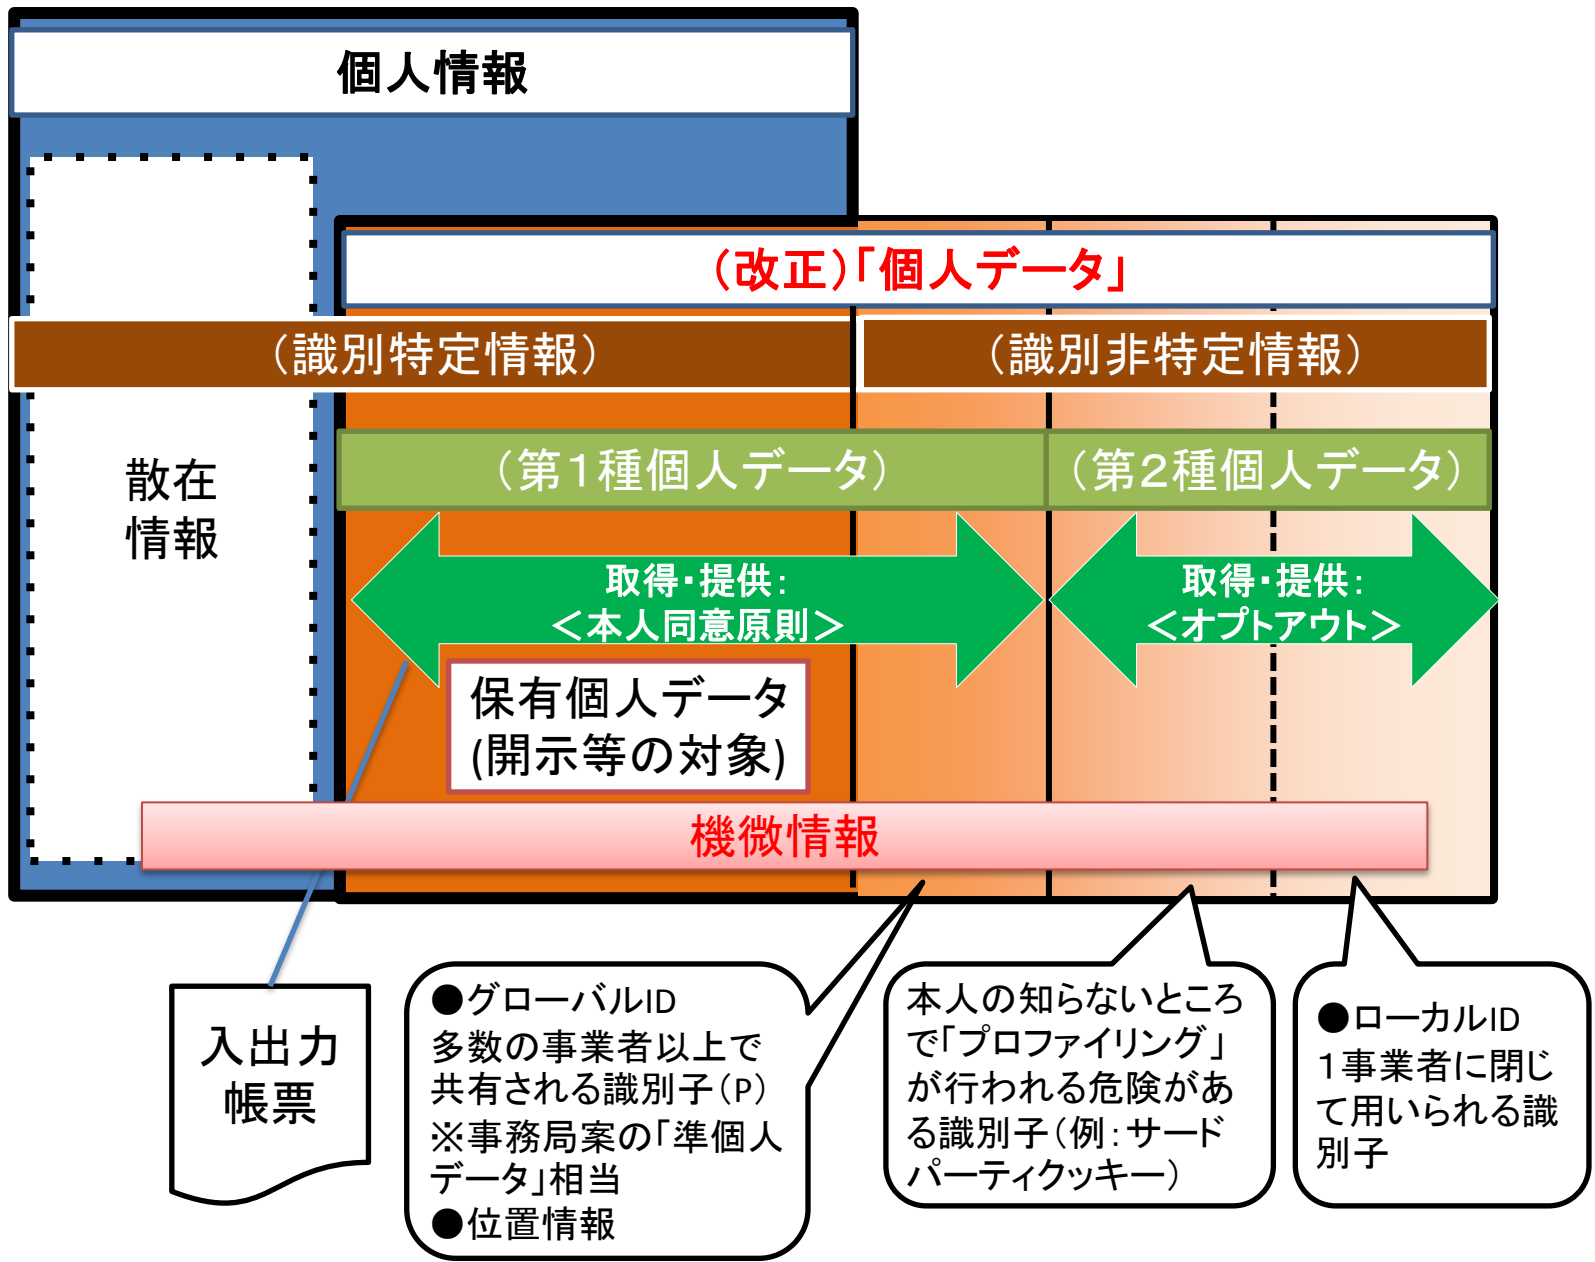 個人情報
（改正）「個人データ」
（識別特定情報）
（識別非特定情報）
（第１種個人データ）
（第２種個人データ）
散在
情報
取得・提供：
＜本人同意原則＞
取得・提供：
＜オプトアウト＞
保有個人データ
(開示等の対象)
機微情報
入出力
帳票
●グローバルID
多数の事業者以上で
共有される識別子（P）
※事務局案の「準個人
データ」相当
●位置情報
本人の知らないところ
で「プロファイリング」
が行われる危険があ
る識別子（例：サード
パーティクッキー）
●ローカルID
１事業者に閉じ
て用いられる識
別子